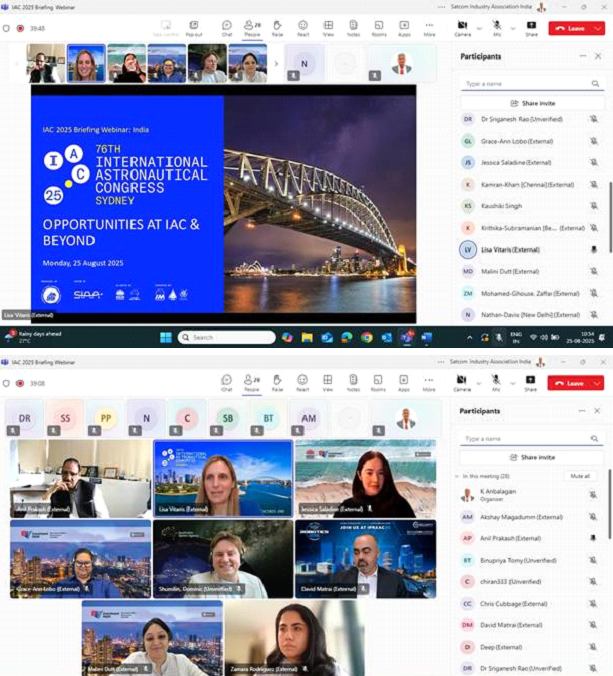 IAC 2025 Briefing Webinar
Satcom Industry Association India
39:40
Pop out
Chat
People
28
Raise
React
View
Notes
Rooms
Apps
More
Camera
Mic
Share
Leave
N
IAC 2025 Briefing Webinar: India
IAC
25
76TH
INTERNATIONAL
ASTRONAUTICAL
CONGRESS
SYDNEY
OPPORTUNITIES AT IAC &
BEYOND
Monday, 25 August 2025
SIAA
Lisa Vitaris (External)
Participants
Type a name
Share invite
DR Dr Sriganesh Rao (Unverified)
GL Grace-Ann Lobo (External)
JS Jessica Saladine (External)
K Kamran-Khan [Chennai] (External)
KS Kaushiki Singh
K Krithika-Subramanian [Be... (External)
LV Lisa Vitaris (External)
MD Malini Dutt (External)
ZM Mohamed-Ghouse, Zaffar (External)
N Nathan-Davis [New Delhi] (External)
Rainy days ahead
27°C
Search
ENG
IN
10:54
25-08-2025
IAC 2025 Briefing Webinar
Satcom Industry Association India
39:08
Chat
People
28
Raise
React
View
Notes
Rooms
Apps
More
Camera
Mic
Share
Leave
DR
SS
PP
N
C
SB
BT
AM
Anil Prakash (External)
INTERNATIONAL
ASTRONAUTICAL
CONGRESS
Lisa Vitaris (External)
Jessica Saladine (External)
Grace-Ann Lobo (External)
Shumilin, Dominic (Unverified)
ROBOTICS
JOIN US AT
David Matrai (External)
Malini Dutt (External)
Zamara Rodriguez (External)
Participants
Type a name
Share invite
In this meeting (28)
Mute all
K Anbalagan
Organiser
AM Akshay Magadumm (External)
AP Anil Prakash (External)
BT Binupriya Tomy (Unverified)
C chiran333 (Unverified)
CC Chris Cubbage (External)
DM David Matrai (External)
D Deep (External)
DR Dr Sriganesh Rao (Unverified)